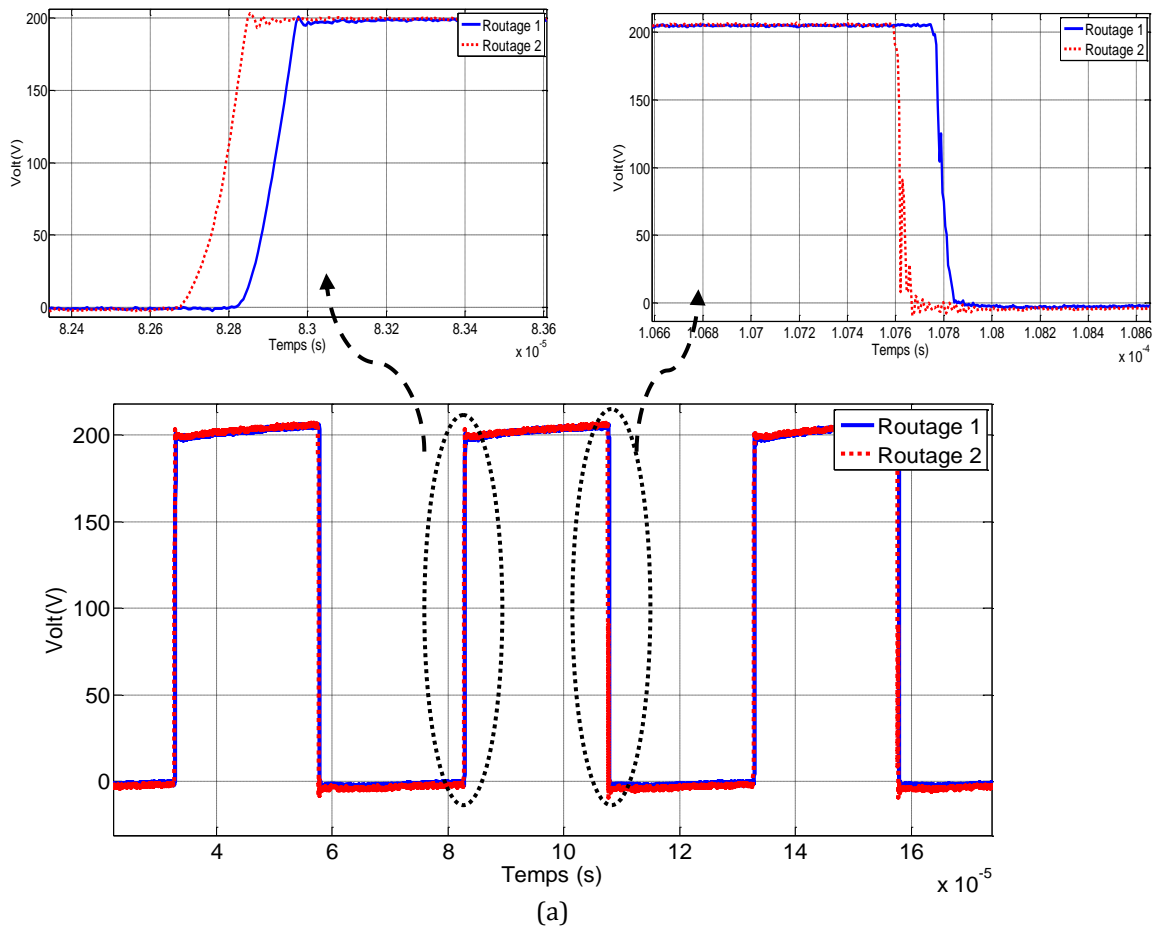 Routage 1
Routage 2
Volt(V)
200
150
100
50
0
8.24 8.26 8.28 8.3 8.32 8.34 8.36
Temps (s)
x 10-5
Routage 1
Routage 2
Volt(V)
200
150
100
50
0
1.066 1.068 1.07 1.072 1.074 1.076 1.078 1.08 1.082 1.084 1.086
Temps (s)
x 10-4
Routage 1
Routage 2
Volt(V)
200
150
100
50
0
4 6 8 10 12 14 16
Temps (s)
x 10-5
(a)